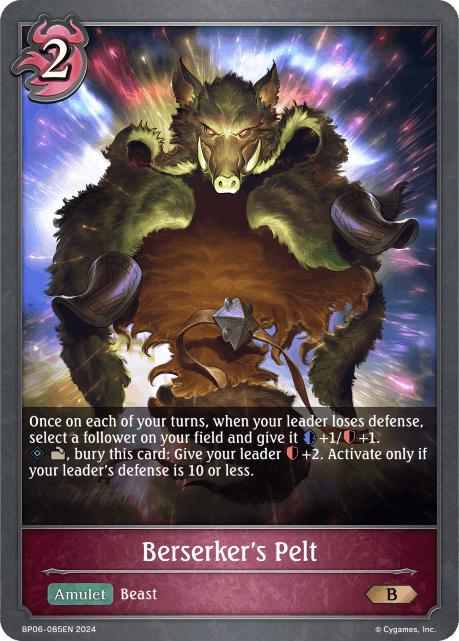 2
Once on each of your turns, when your leader loses defense,
select a follower on your field and give it +1/+1.
, bury this card: Give your leader +2. Activate only if
your leader's defense is 10 or less.
Berserker's Pelt
Amulet Beast B
BP06-085EN 2024 © Cygames, Inc.